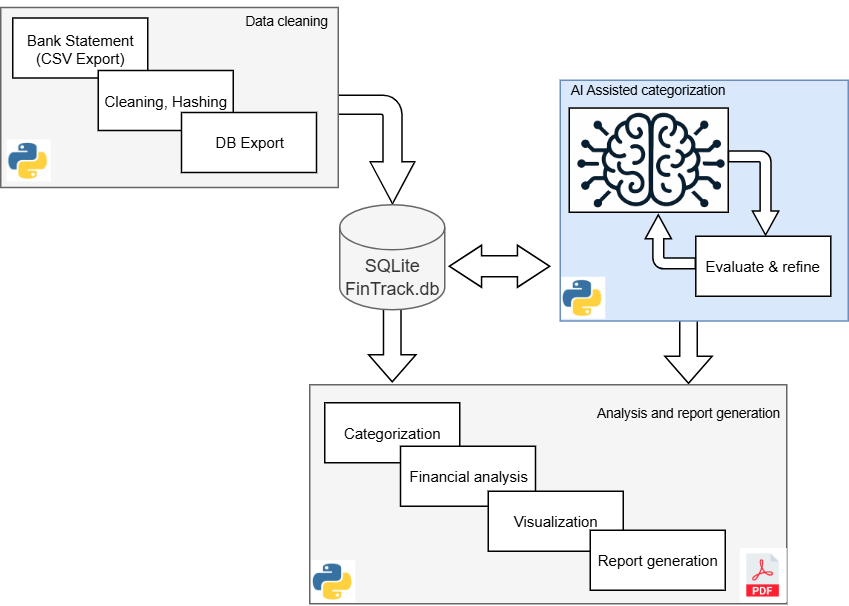 Data cleaning
Bank Statement
(CSV Export)
Cleaning, Hashing
DB Export
AI Assisted categorization
Evaluate & refine
SQLite
FinTrack.db
Analysis and report generation
Categorization
Financial analysis
Visualization
Report generation
PDF